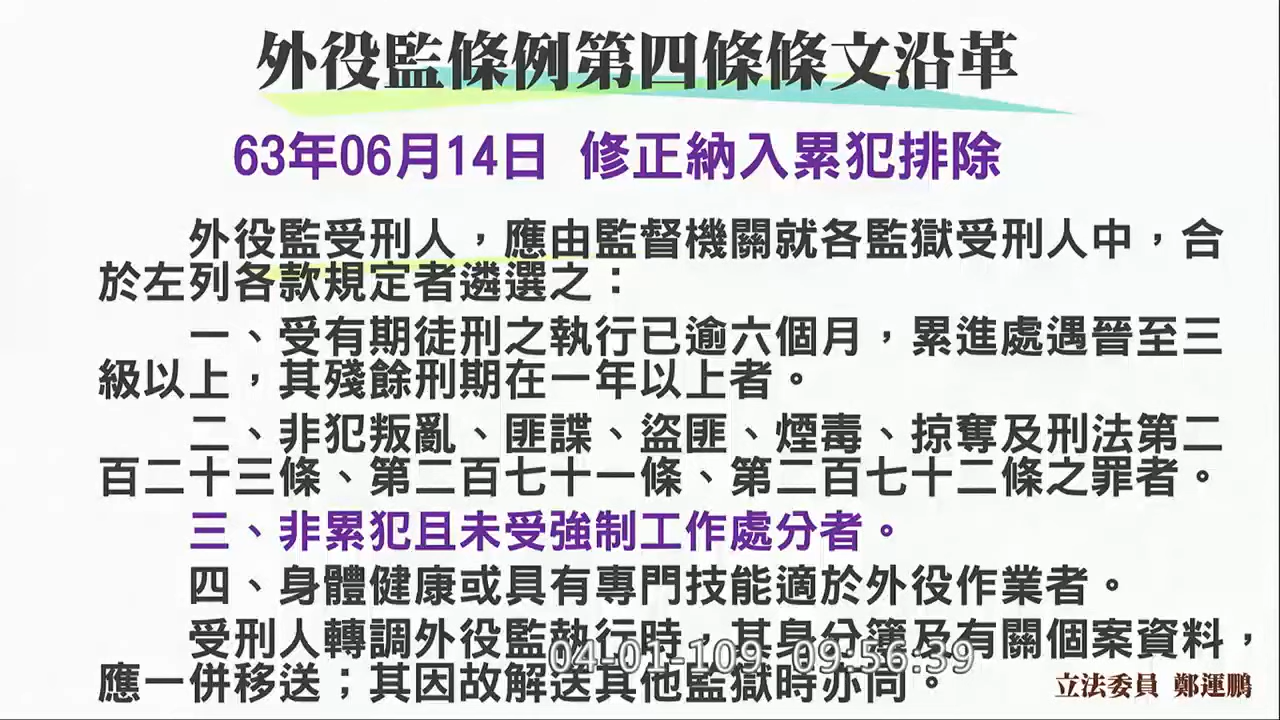 外役監條例第四條條文沿革
63年06月14日 修正納入累犯排除
外役監受刑人，應由監督機關就各監獄受刑人中，合
於左列各款規定者遴選之：
一、受有期徒刑之執行已逾六個月，累進處遇晉至三
級以上，其殘餘刑期在一年以上者。
二、非犯叛亂、匪諜、盜匪、煙毒、掠奪及刑法第二
百二十三條、第二百七十一條、第二百七十二條之罪者。
三、非累犯且未受強制工作處分者。
四、身體健康或具有專門技能適於外役作業者。
受刑人轉調外役監執行時，其身分簿及有關個案資料，
應一併移送；其因故解送其他監獄時亦同。
04-01-109 09:56:39
立法委員 鄭運鵬